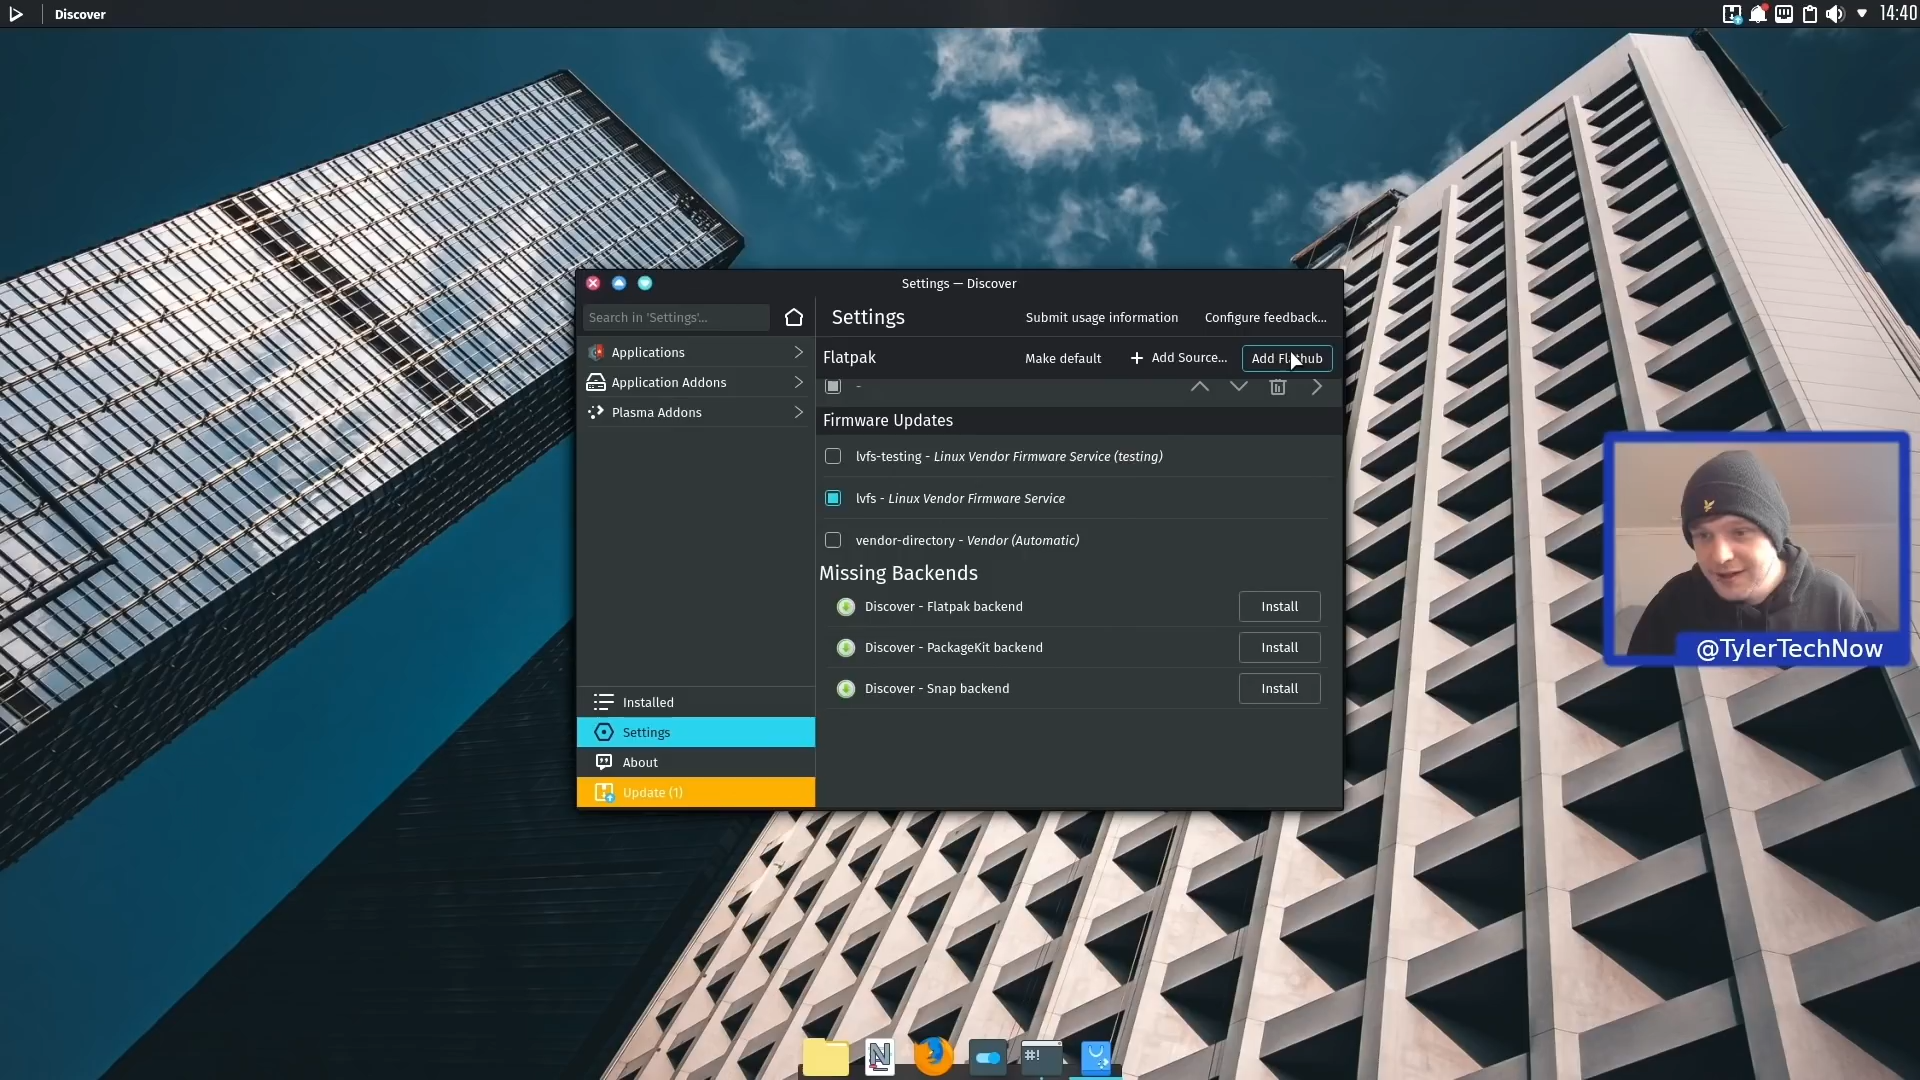 Discover
14:40
Settings — Discover
Search in 'Settings'...
Settings
Submit usage information
Configure feedback...
Applications
Application Addons
Plasma Addons
Flatpak
Make default
Add Source...
Add Flathub
-
Firmware Updates
lvfs-testing - Linux Vendor Firmware Service (testing)
lvfs - Linux Vendor Firmware Service
vendor-directory - Vendor (Automatic)
Missing Backends
Discover - Flatpak backend
Install
Discover - PackageKit backend
Install
Discover - Snap backend
Install
Installed
Settings
About
Update (1)
@TylerTechNow
N
#!